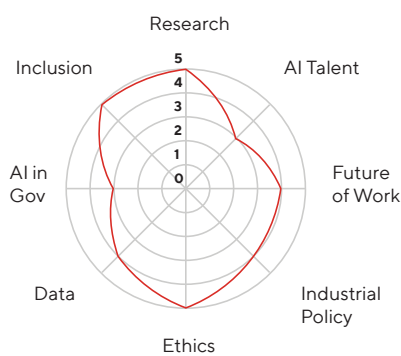 Research
Inclusion
AI Talent
5
4
3
2
1
0
AI in
Gov
Future
of Work
Data
Industrial
Policy
Ethics